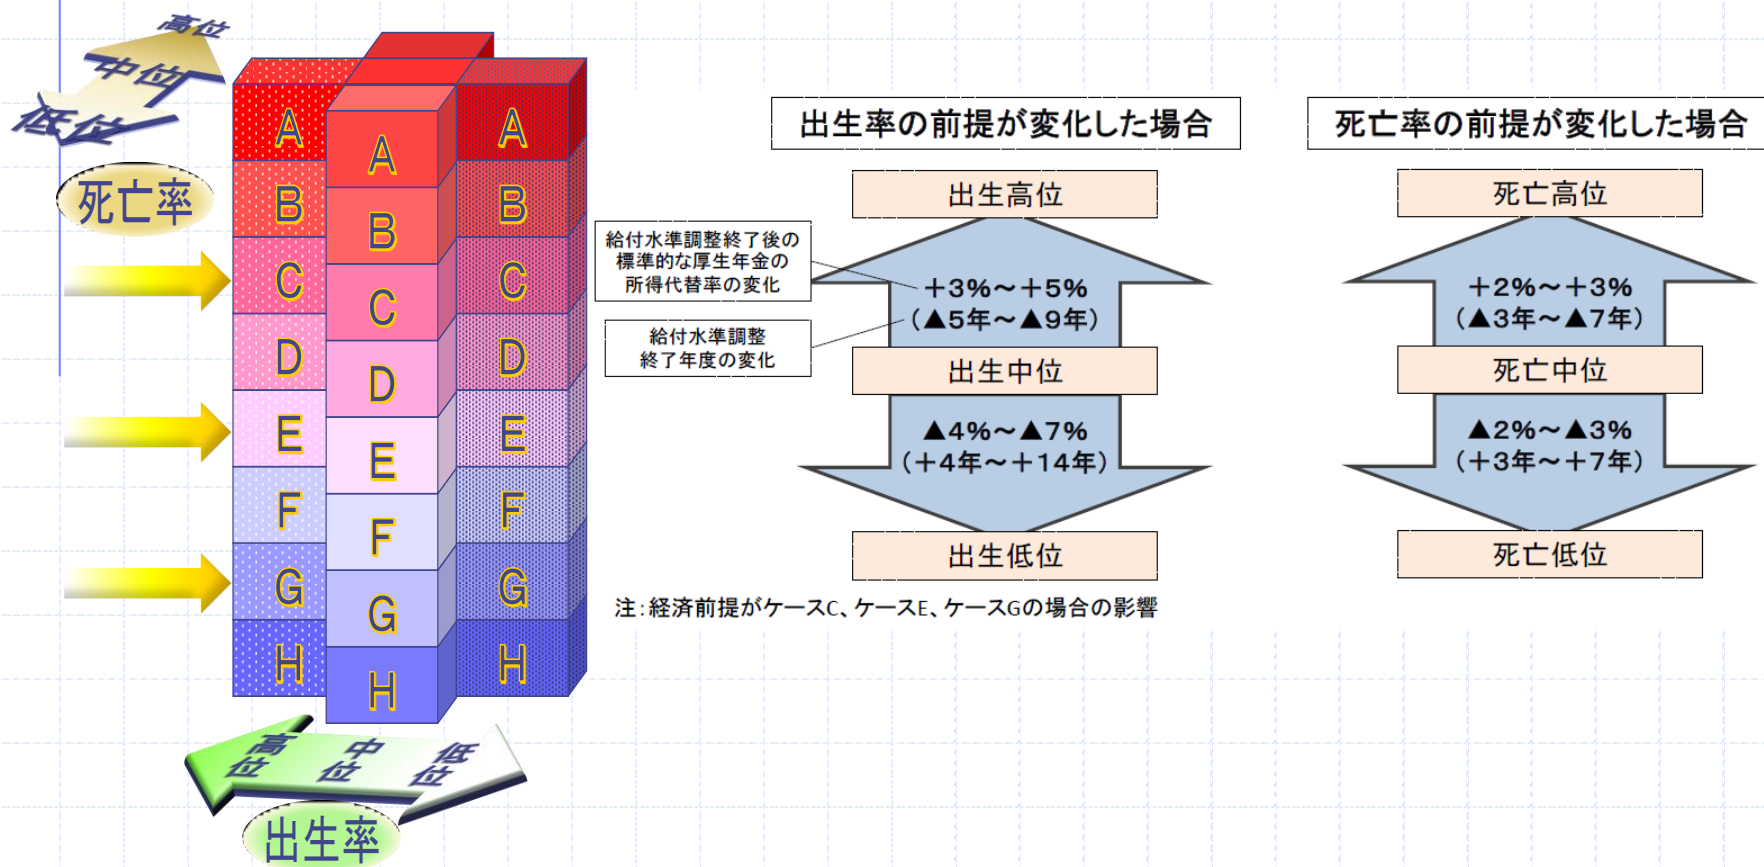 高位
中位
低位
死亡率
A
B
C
D
E
F
G
H
A
B
C
D
E
F
G
H
A
B
C
D
E
F
G
H
高位
中位
低位
出生率
出生率の前提が変化した場合
出生高位
給付水準調整終了後の
標準的な厚生年金の
所得代替率の変化
+3%~+5%
(▲5年~▲9年)
給付水準調整
終了年度の変化
出生中位
▲4%~▲7%
(+4年~+14年)
出生低位
注:経済前提がケースC、ケースE、ケースGの場合の影響
死亡率の前提が変化した場合
死亡高位
+2%~+3%
(▲3年~▲7年)
死亡中位
▲2%~▲3%
(+3年~+7年)
死亡低位